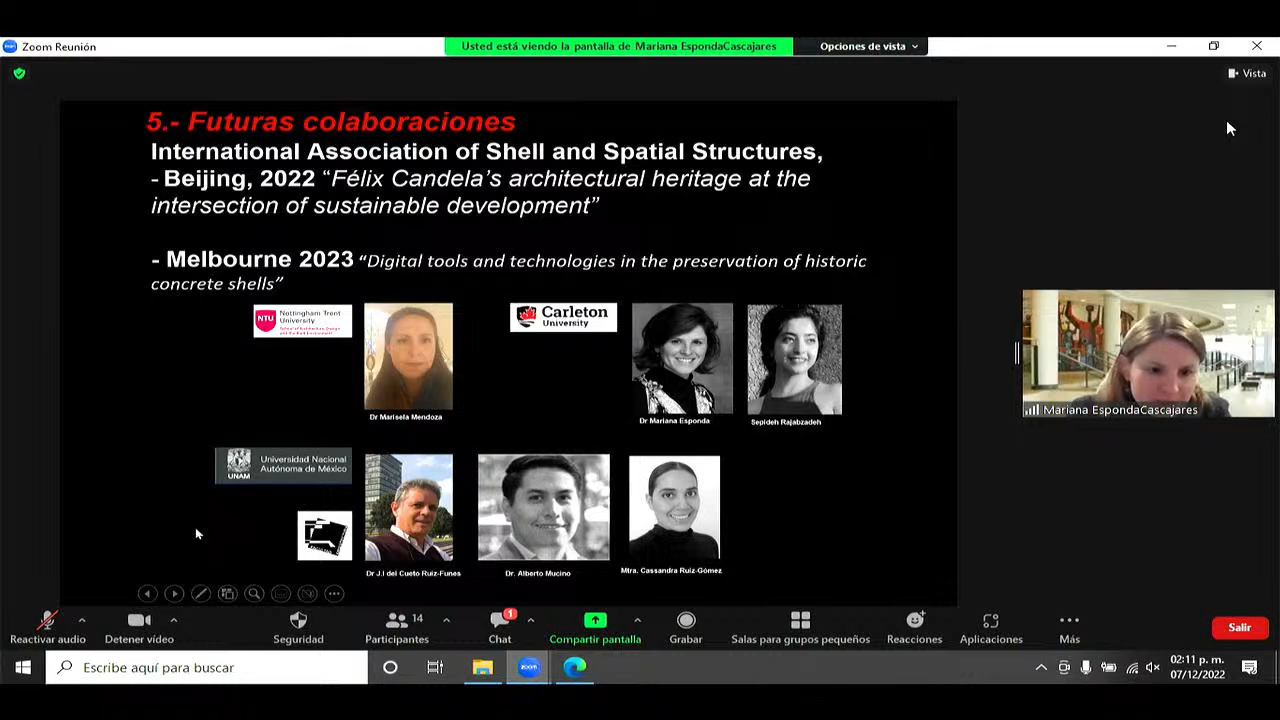 Zoom Reunión
Usted está viendo la pantalla de Mariana EspondaCascajares
Opciones de vista
Vista
5.- Futuras colaboraciones
International Association of Shell and Spatial Structures,
- Beijing, 2022 “Félix Candela’s architectural heritage at the
intersection of sustainable development”
- Melbourne 2023 “Digital tools and technologies in the preservation of historic
concrete shells”
NTU
Nottingham Trent
University
Carleton
University
Dr Marisela Mendoza
Dr Mariana Esponda
Sepideh Rajabzadeh
Mariana EspondaCascajares
UNAM
Universidad Nacional
Autónoma de México
Dr J.I del Cueto Ruiz-Funes
Dr. Alberto Mucino
Mtra. Cassandra Ruiz-Gómez
Reactivar audio
Detener video
Seguridad
Participantes
14
Chat
1
Compartir pantalla
Grabar
Salas para grupos pequeños
Reacciones
Aplicaciones
Más
Salir
Escribe aquí para buscar
zoom
02:11 p. m.
07/12/2022